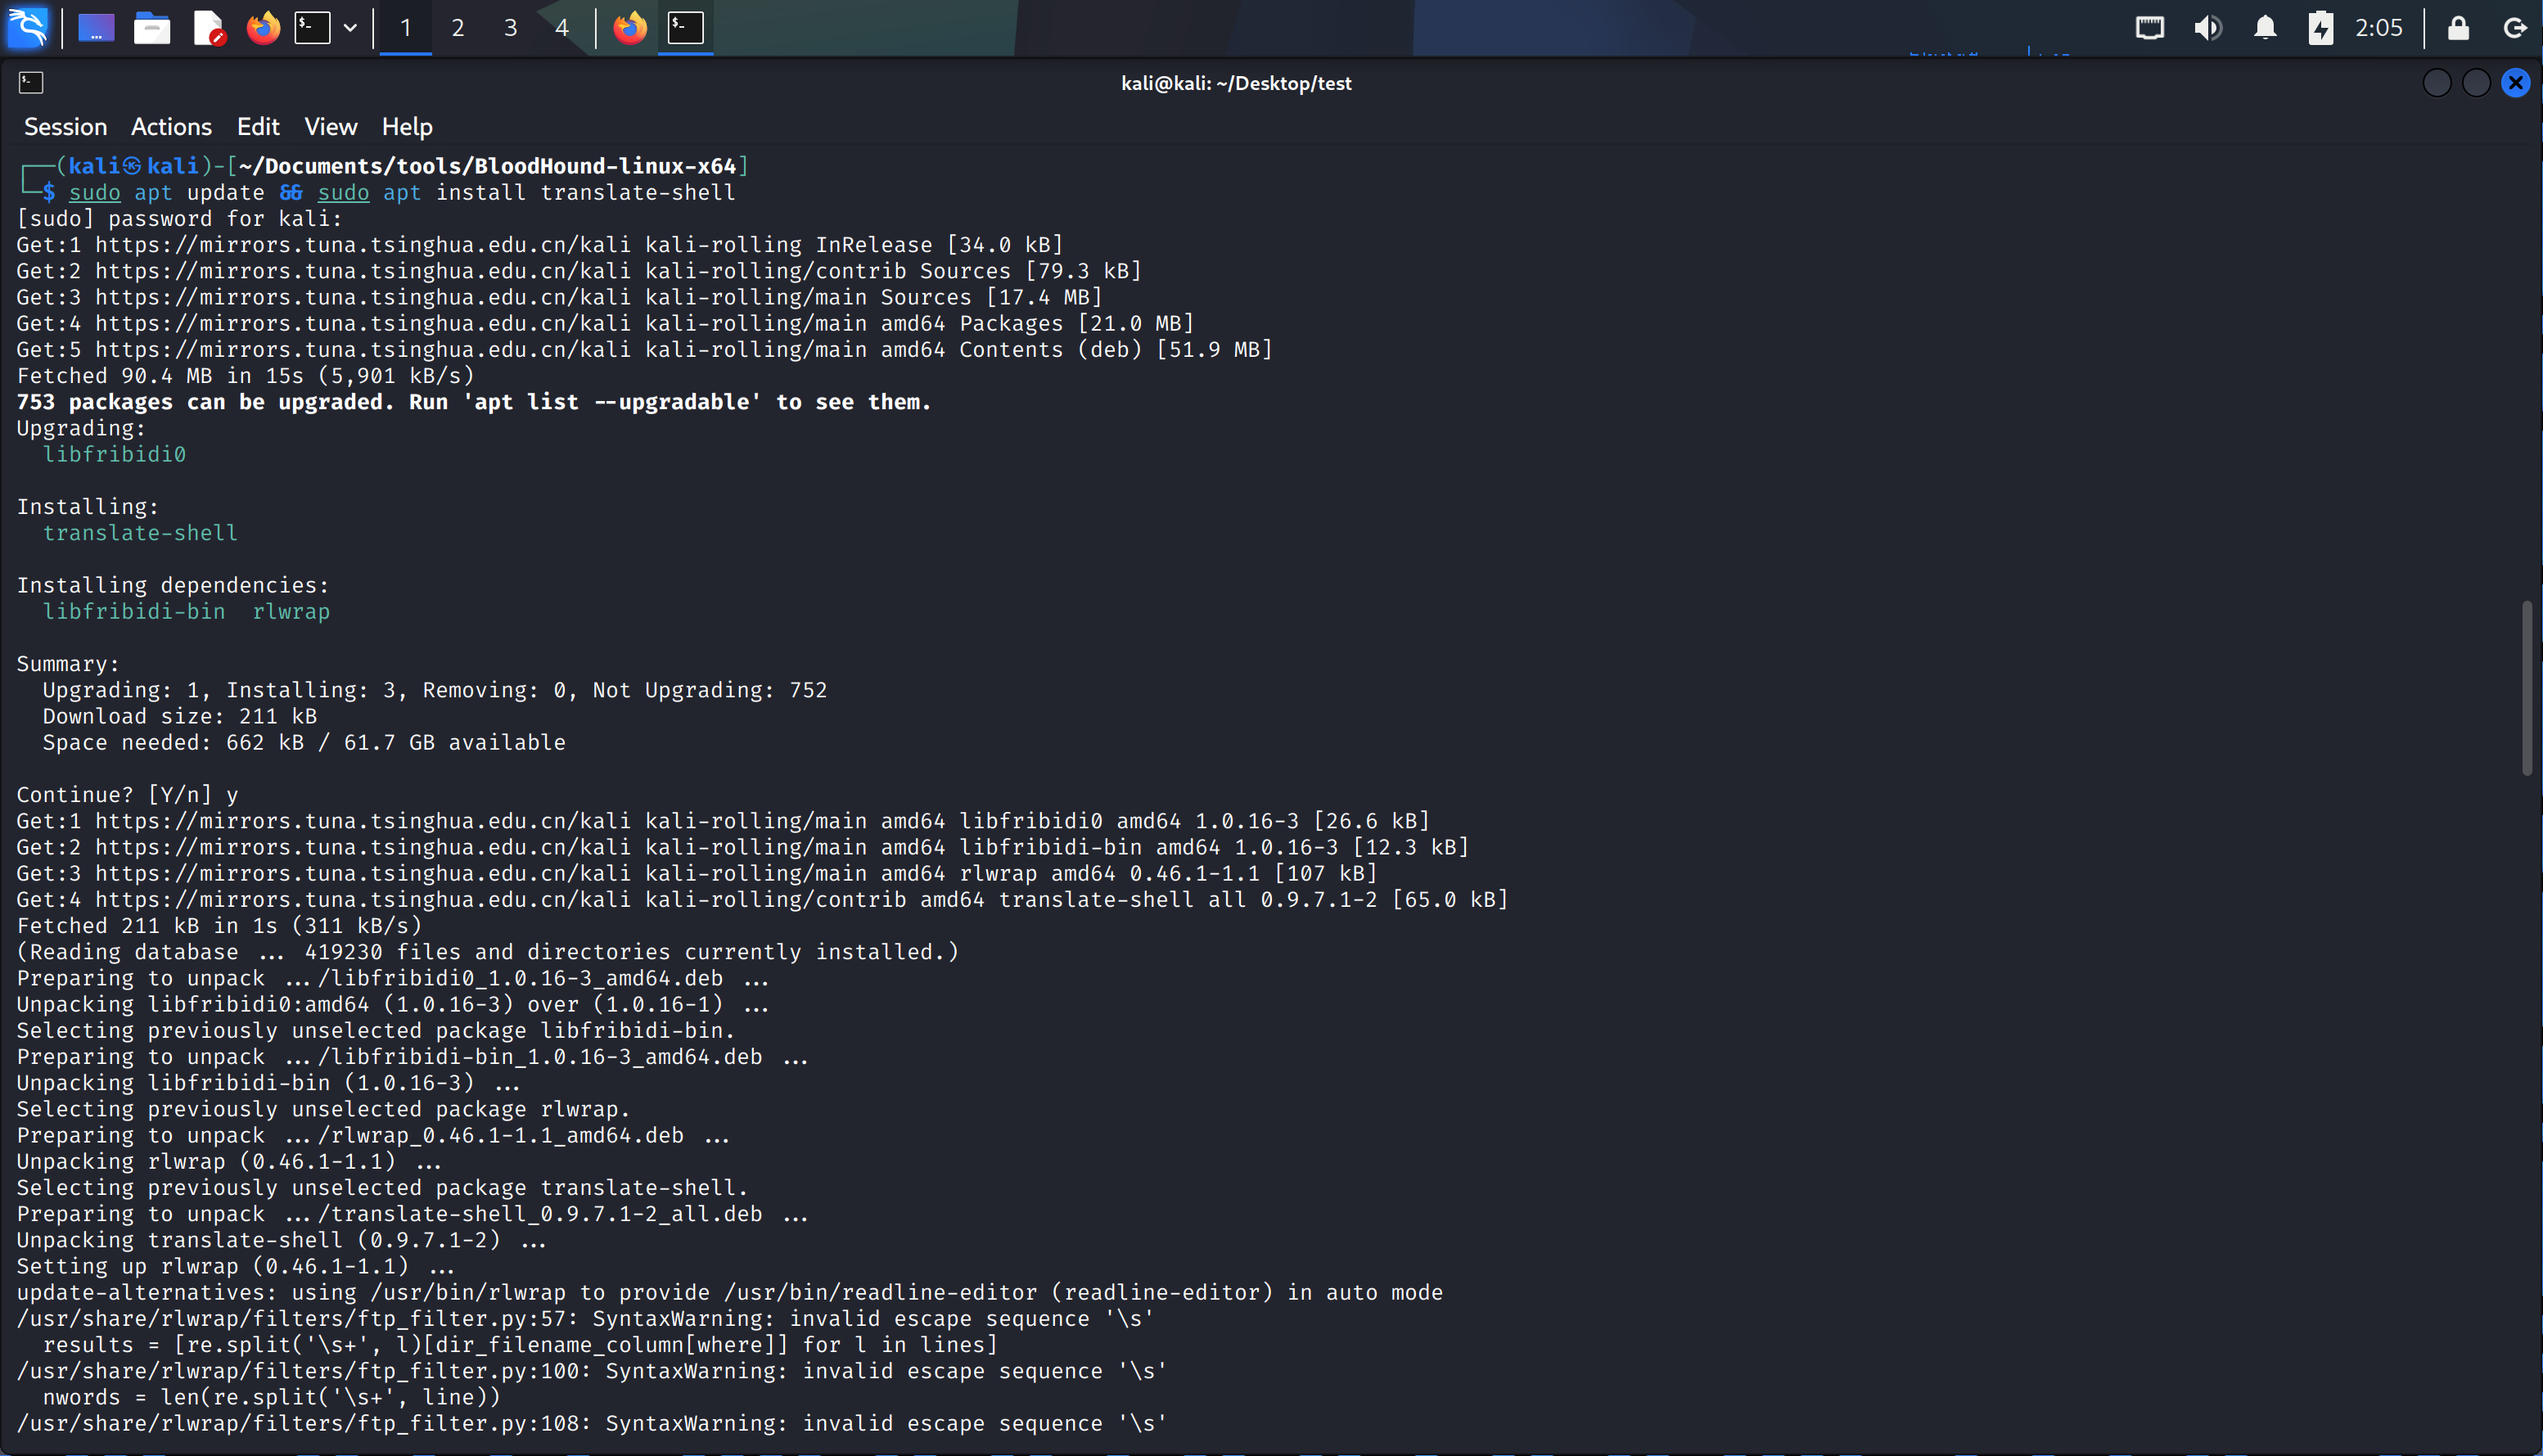 1 2 3 4 2:05
kali@kali: ~/Desktop/test
Session Actions Edit View Help
┌──(kali㉿kali)-[~/Documents/tools/BloodHound-linux-x64]
└─$ sudo apt update && sudo apt install translate-shell
[sudo] password for kali:
Get:1 https://mirrors.tuna.tsinghua.edu.cn/kali kali-rolling InRelease [34.0 kB]
Get:2 https://mirrors.tuna.tsinghua.edu.cn/kali kali-rolling/contrib Sources [79.3 kB]
Get:3 https://mirrors.tuna.tsinghua.edu.cn/kali kali-rolling/main Sources [17.4 MB]
Get:4 https://mirrors.tuna.tsinghua.edu.cn/kali kali-rolling/main amd64 Packages [21.0 MB]
Get:5 https://mirrors.tuna.tsinghua.edu.cn/kali kali-rolling/main amd64 Contents (deb) [51.9 MB]
Fetched 90.4 MB in 15s (5,901 kB/s)
753 packages can be upgraded. Run 'apt list --upgradable' to see them.
Upgrading:
  libfribidi0

Installing:
  translate-shell

Installing dependencies:
  libfribidi-bin  rlwrap

Summary:
  Upgrading: 1, Installing: 3, Removing: 0, Not Upgrading: 752
  Download size: 211 kB
  Space needed: 662 kB / 61.7 GB available

Continue? [Y/n] y
Get:1 https://mirrors.tuna.tsinghua.edu.cn/kali kali-rolling/main amd64 libfribidi0 amd64 1.0.16-3 [26.6 kB]
Get:2 https://mirrors.tuna.tsinghua.edu.cn/kali kali-rolling/main amd64 libfribidi-bin amd64 1.0.16-3 [12.3 kB]
Get:3 https://mirrors.tuna.tsinghua.edu.cn/kali kali-rolling/main amd64 rlwrap amd64 0.46.1-1.1 [107 kB]
Get:4 https://mirrors.tuna.tsinghua.edu.cn/kali kali-rolling/contrib amd64 translate-shell all 0.9.7.1-2 [65.0 kB]
Fetched 211 kB in 1s (311 kB/s)
(Reading database ... 419230 files and directories currently installed.)
Preparing to unpack .../libfribidi0_1.0.16-3_amd64.deb ...
Unpacking libfribidi0:amd64 (1.0.16-3) over (1.0.16-1) ...
Selecting previously unselected package libfribidi-bin.
Preparing to unpack .../libfribidi-bin_1.0.16-3_amd64.deb ...
Unpacking libfribidi-bin (1.0.16-3) ...
Selecting previously unselected package rlwrap.
Preparing to unpack .../rlwrap_0.46.1-1.1_amd64.deb ...
Unpacking rlwrap (0.46.1-1.1) ...
Selecting previously unselected package translate-shell.
Preparing to unpack .../translate-shell_0.9.7.1-2_all.deb ...
Unpacking translate-shell (0.9.7.1-2) ...
Setting up rlwrap (0.46.1-1.1) ...
update-alternatives: using /usr/bin/rlwrap to provide /usr/bin/readline-editor (readline-editor) in auto mode
/usr/share/rlwrap/filters/ftp_filter.py:57: SyntaxWarning: invalid escape sequence '\s'
  results = [re.split('\s+', l)[dir_filename_column[where]] for l in lines]
/usr/share/rlwrap/filters/ftp_filter.py:100: SyntaxWarning: invalid escape sequence '\s'
  nwords = len(re.split('\s+', line))
/usr/share/rlwrap/filters/ftp_filter.py:108: SyntaxWarning: invalid escape sequence '\s'